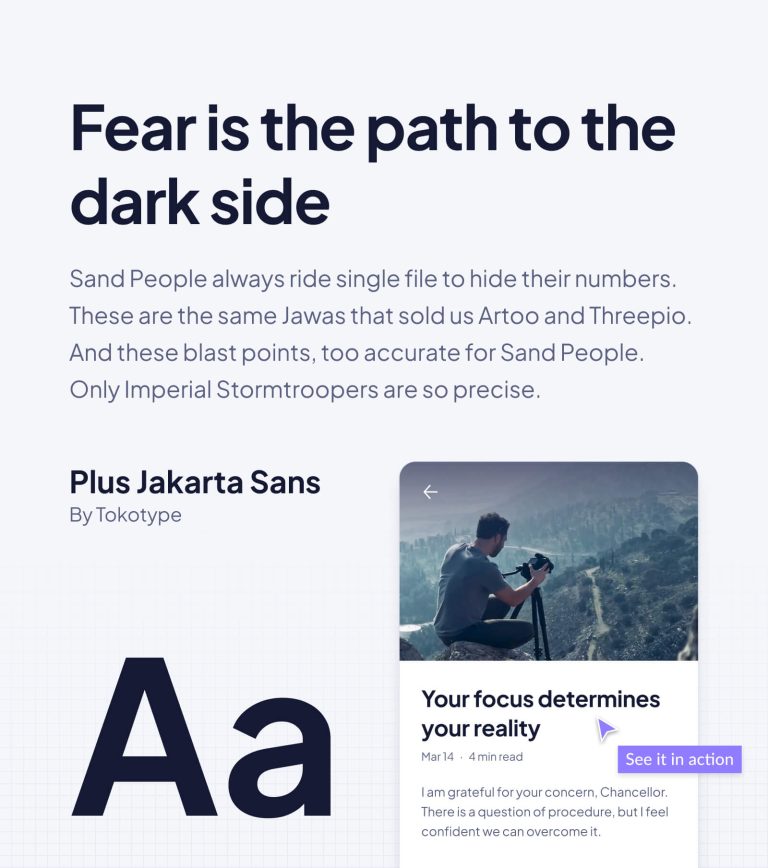 Fear is the path to the
dark side
Sand People always ride single file to hide their numbers.
These are the same Jawas that sold us Artoo and Threepio.
And these blast points, too accurate for Sand People.
Only Imperial Stormtroopers are so precise.
Plus Jakarta Sans
By Tokotype
Aa
Your focus determines
your reality
Mar 14 · 4 min read
See it in action
I am grateful for your concern, Chancellor.
There is a question of procedure, but I feel
confident we can overcome it.